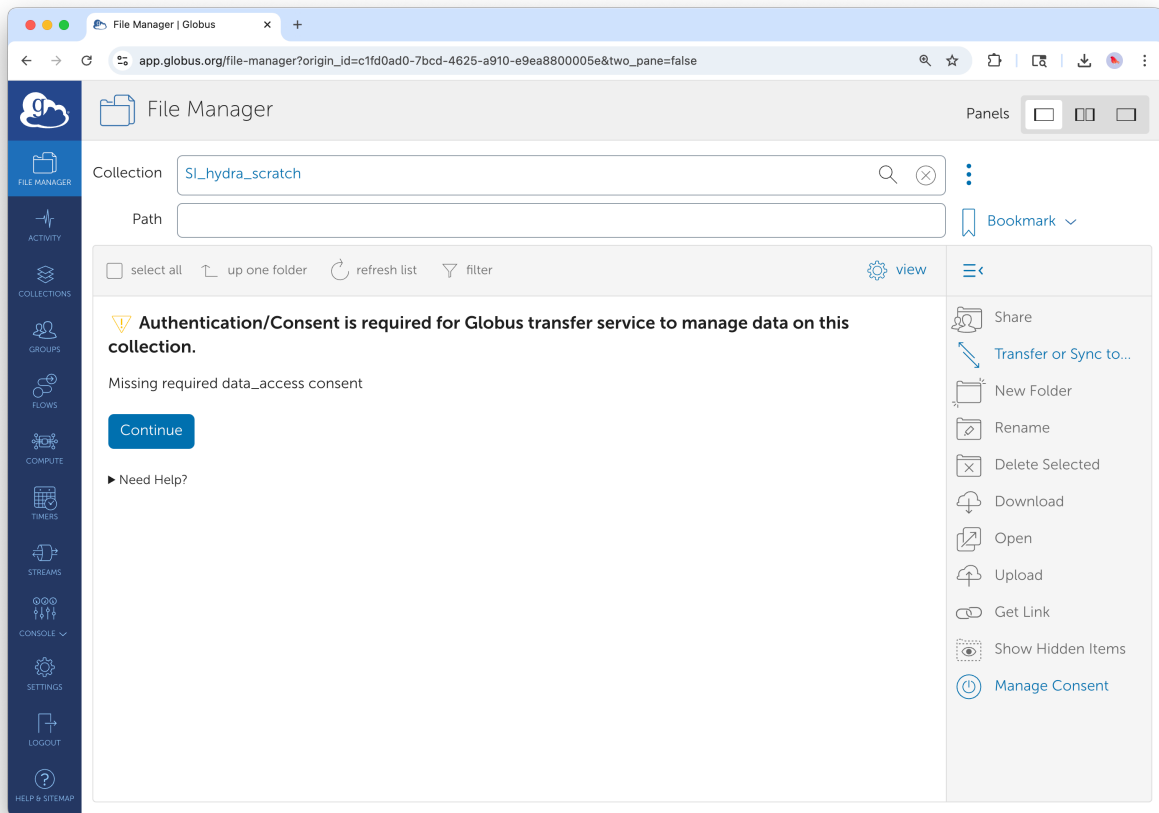 File Manager | Globus
app.globus.org/file-manager?origin_id=c1fd0ad0-7bcd-4625-a910-e9ea8800005e&two_pane=false
g
File Manager
Panels
FILE MANAGER
ACTIVITY
COLLECTIONS
GROUPS
FLOWS
COMPUTE
TIMERS
STREAMS
CONSOLE
SETTINGS
LOGOUT
HELP & SITEMAP
Collection
SI_hydra_scratch
Path
Bookmark
select all
up one folder
refresh list
filter
view
Authentication/Consent is required for Globus transfer service to manage data on this
collection.
Missing required data_access consent
Continue
Need Help?
Share
Transfer or Sync to...
New Folder
Rename
Delete Selected
Download
Open
Upload
Get Link
Show Hidden Items
Manage Consent